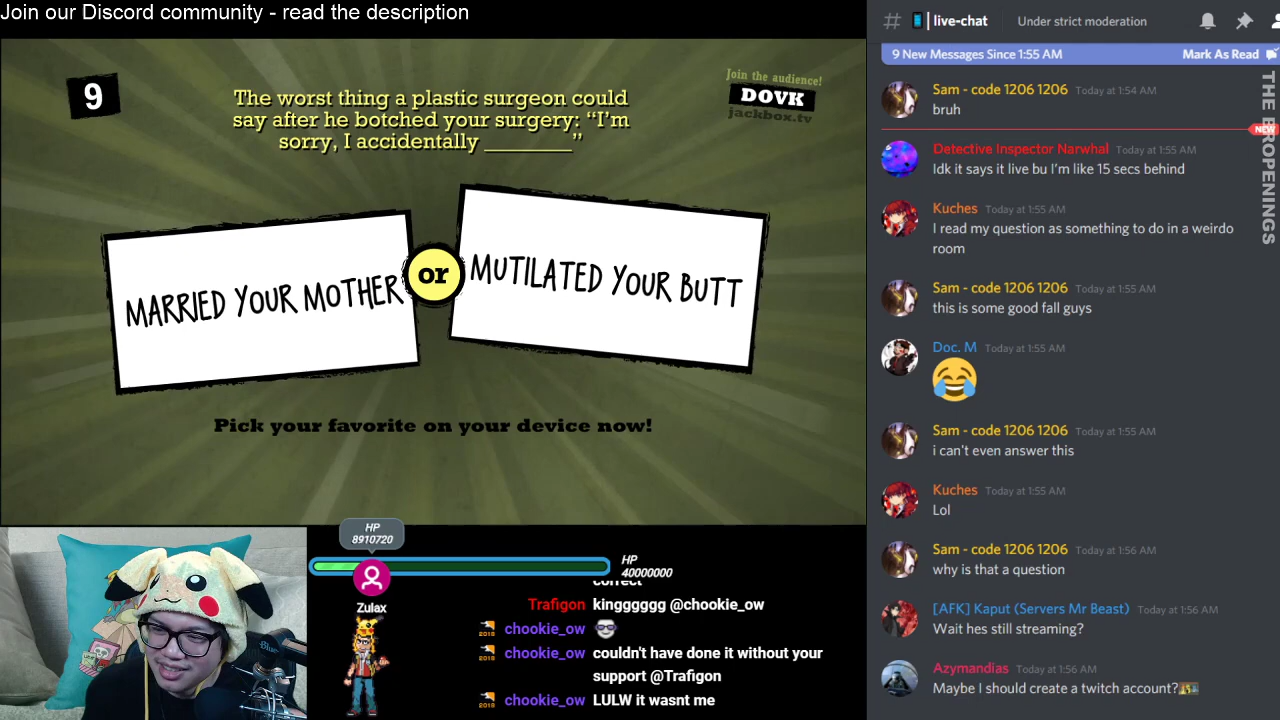 Join our Discord community - read the description
9
The worst thing a plastic surgeon could
say after he botched your surgery: “I’m
sorry, I accidentally ________”
Join the audience!
DOVK
jackbox.tv
MARRIED YOUR MOTHER
or
MUTILATED YOUR BUTT
Pick your favorite on your device now!
HP
8910720
HP
40000000
Zulax
correct
Trafigon kinggggg @chookie_ow
2018 chookie_ow
2018 chookie_ow couldn't have done it without your
support @Trafigon
2018 chookie_ow LULW it wasnt me
# | live-chat Under strict moderation
9 New Messages Since 1:55 AM Mark As Read
Sam - code 1206 1206 Today at 1:54 AM
bruh
NEW
Detective Inspector Narwhal Today at 1:55 AM
Idk it says it live bu I’m like 15 secs behind
Kuches Today at 1:55 AM
I read my question as something to do in a weirdo
room
Sam - code 1206 1206 Today at 1:55 AM
this is some good fall guys
Doc. M Today at 1:55 AM
Sam - code 1206 1206 Today at 1:55 AM
i can't even answer this
Kuches Today at 1:55 AM
Lol
Sam - code 1206 1206 Today at 1:56 AM
why is that a question
[AFK] Kaput (Servers Mr Beast) Today at 1:56 AM
Wait hes still streaming?
Azymandias Today at 1:56 AM
Maybe I should create a twitch account?
THE BROPENINGS
Blue